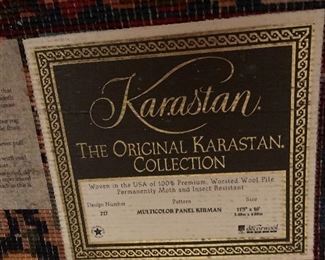 Karastan.
THE ORIGINAL KARASTAN.
COLLECTION
Woven in the USA of 100% Premium, Worsted Wool Pile
Permanently Moth and Insect Resistant
Design Number Pattern Size
717 MULTICOLOR PANEL KIRMAN